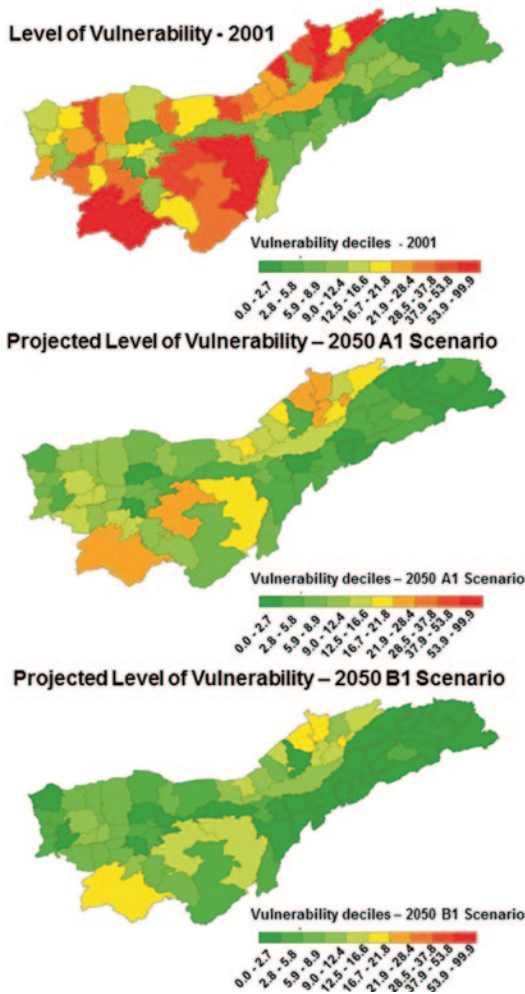 Level of Vulnerability - 2001
Vulnerability deciles - 2001
0.0 - 2.7
2.8 - 5.8
5.9 - 8.9
9.0 - 12.4
12.5 - 16.6
16.7 - 21.8
21.9 - 28.4
28.5 - 37.8
37.9 - 53.8
53.9 - 99.9
Projected Level of Vulnerability – 2050 A1 Scenario
Vulnerability deciles – 2050 A1 Scenario
0.0 - 2.7
2.8 - 5.8
5.9 - 8.9
9.0 - 12.4
12.5 - 16.6
16.7 - 21.8
21.9 - 28.4
28.5 - 37.8
37.9 - 53.8
53.9 - 99.9
Projected Level of Vulnerability – 2050 B1 Scenario
Vulnerability deciles – 2050 B1 Scenario
0.0 - 2.7
2.8 - 5.8
5.9 - 8.9
9.0 - 12.4
12.5 - 16.6
16.7 - 21.8
21.9 - 28.4
28.5 - 37.8
37.9 - 53.8
53.9 - 99.9